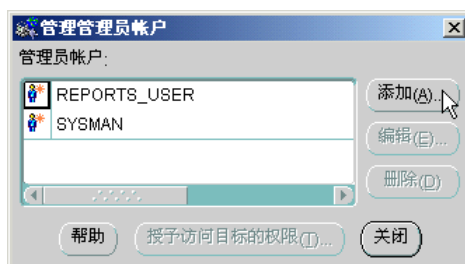 管理管理员帐户
管理员帐户:
REPORTS_USER
SYSMAN
添加(A)...
编辑(E)...
删除(D)
帮助
授予访问目标的权限(T)...
关闭